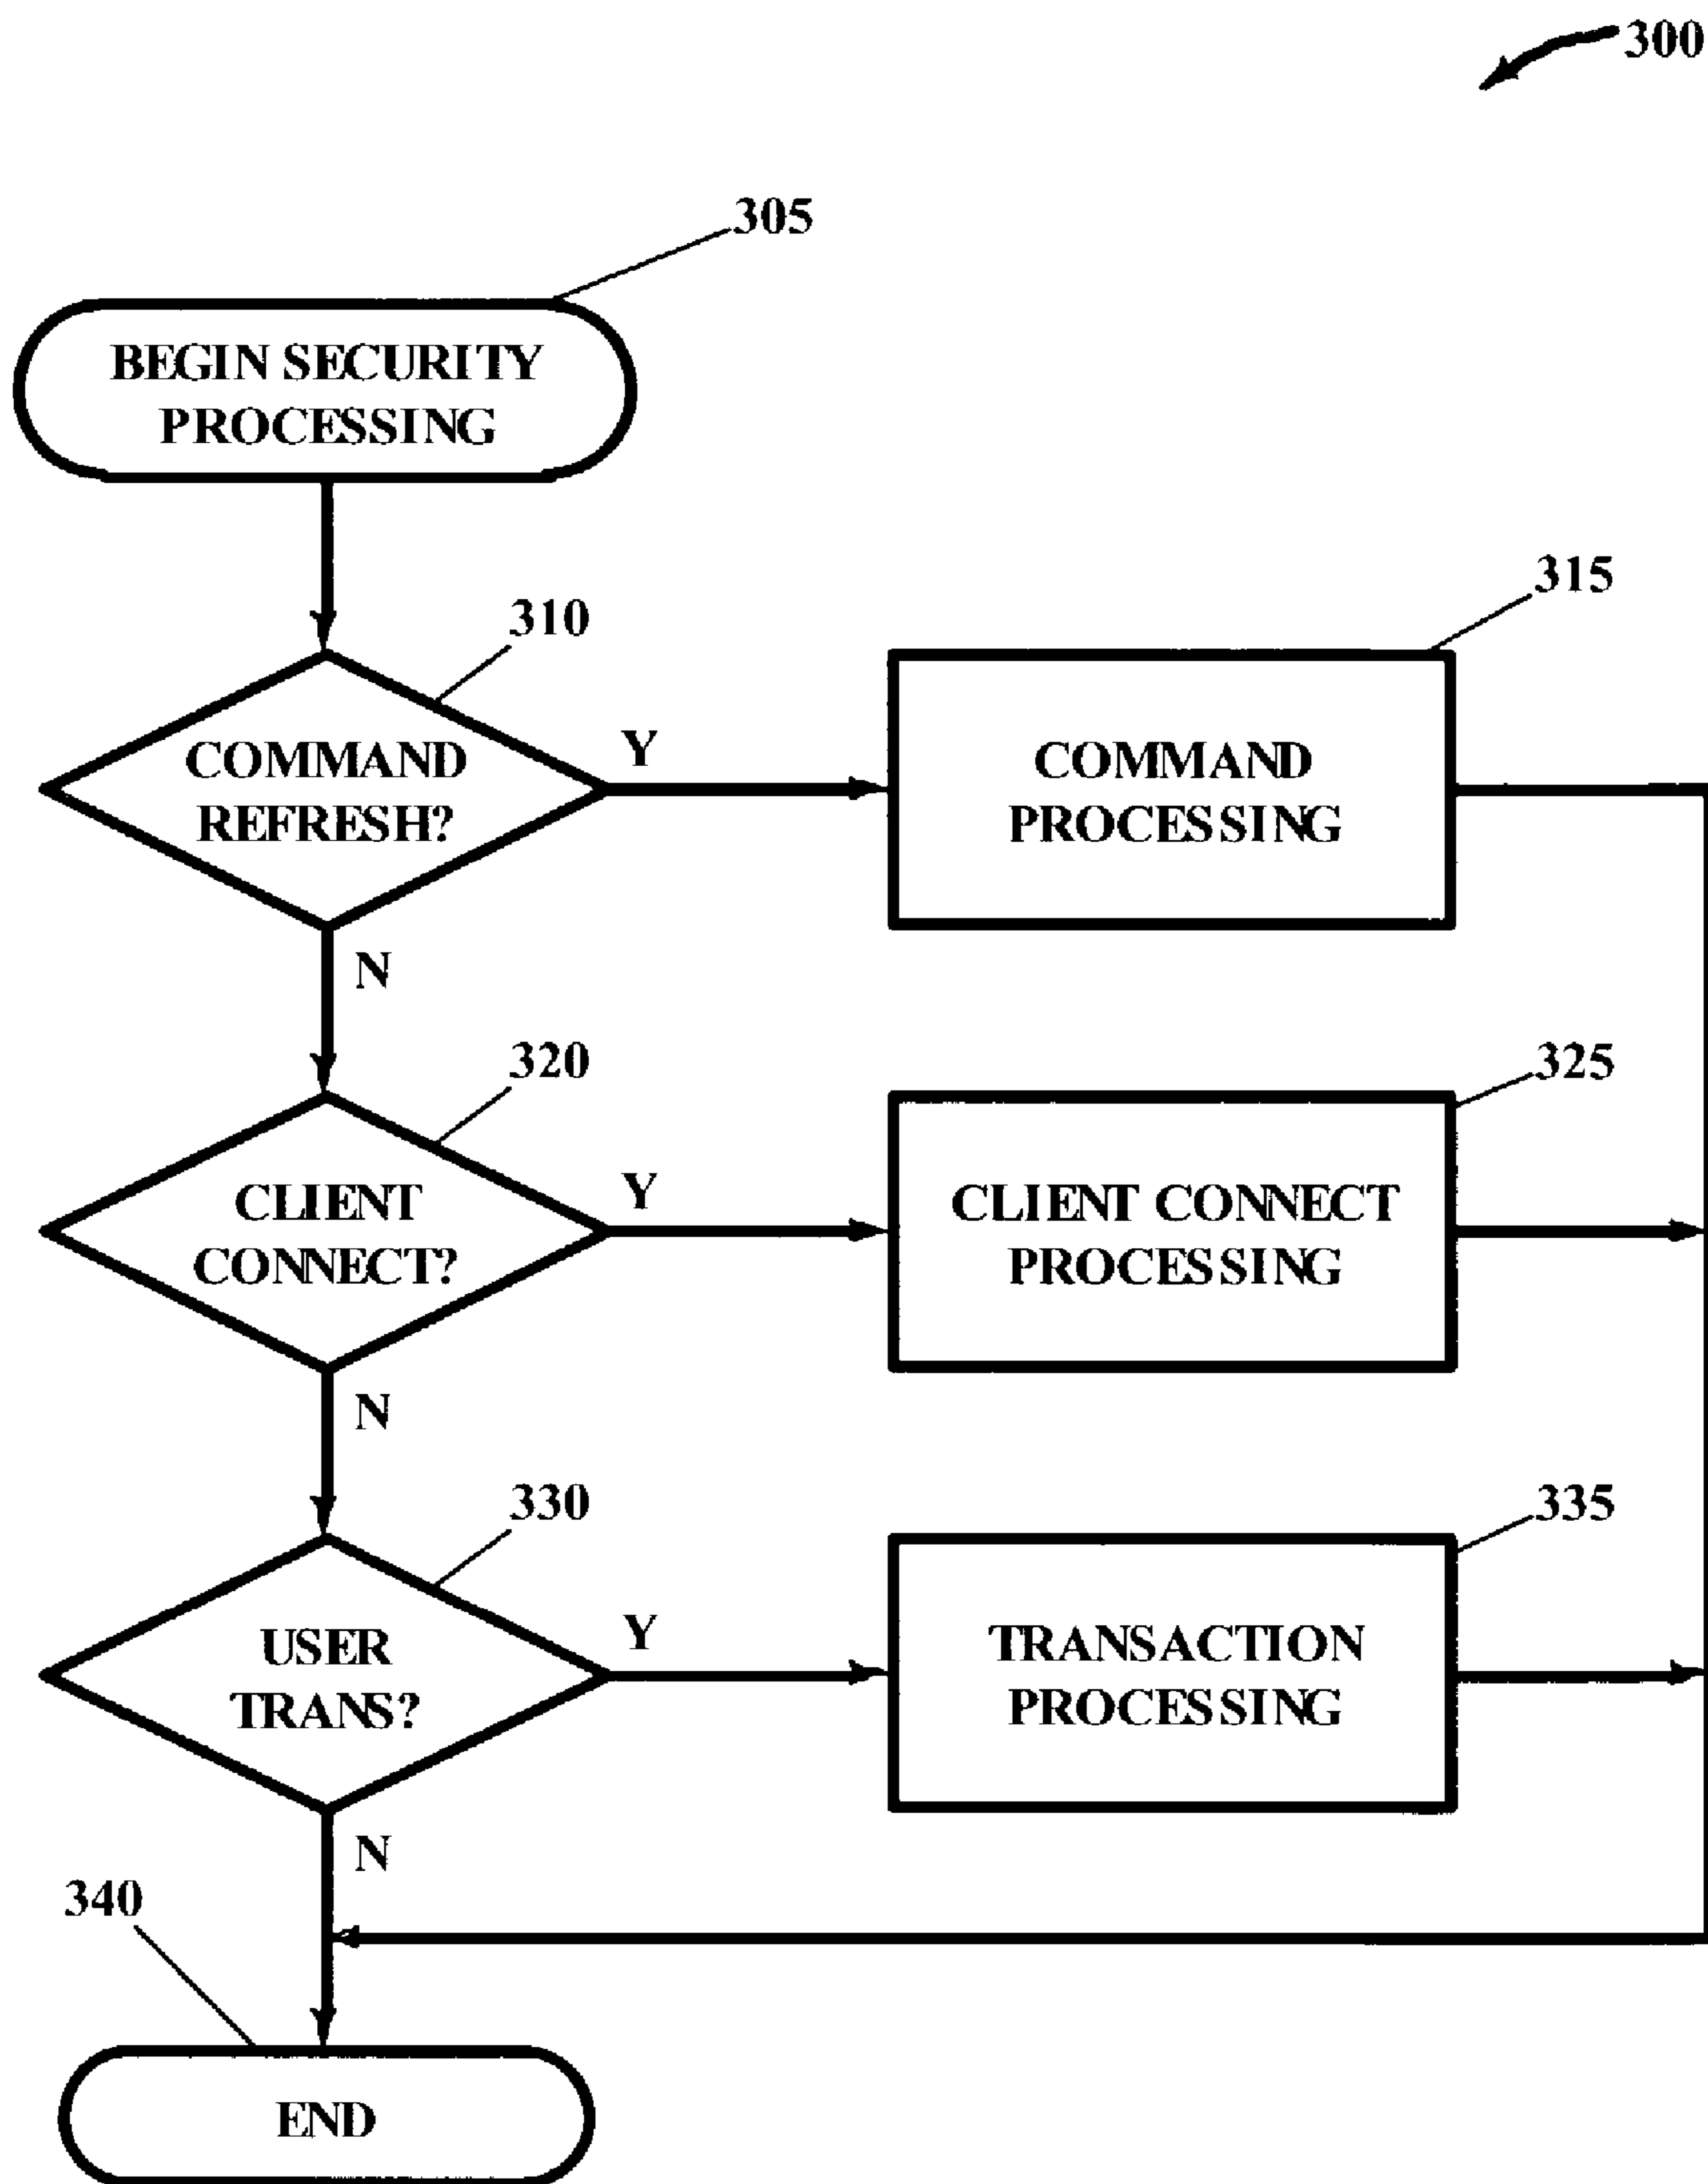 300
305
BEGIN SECURITY
PROCESSING
310
315
COMMAND
REFRESH?
Y
COMMAND
PROCESSING
N
320
325
CLIENT
CONNECT?
Y
CLIENT CONNECT
PROCESSING
N
330
335
USER
TRANS?
Y
TRANSACTION
PROCESSING
N
340
END